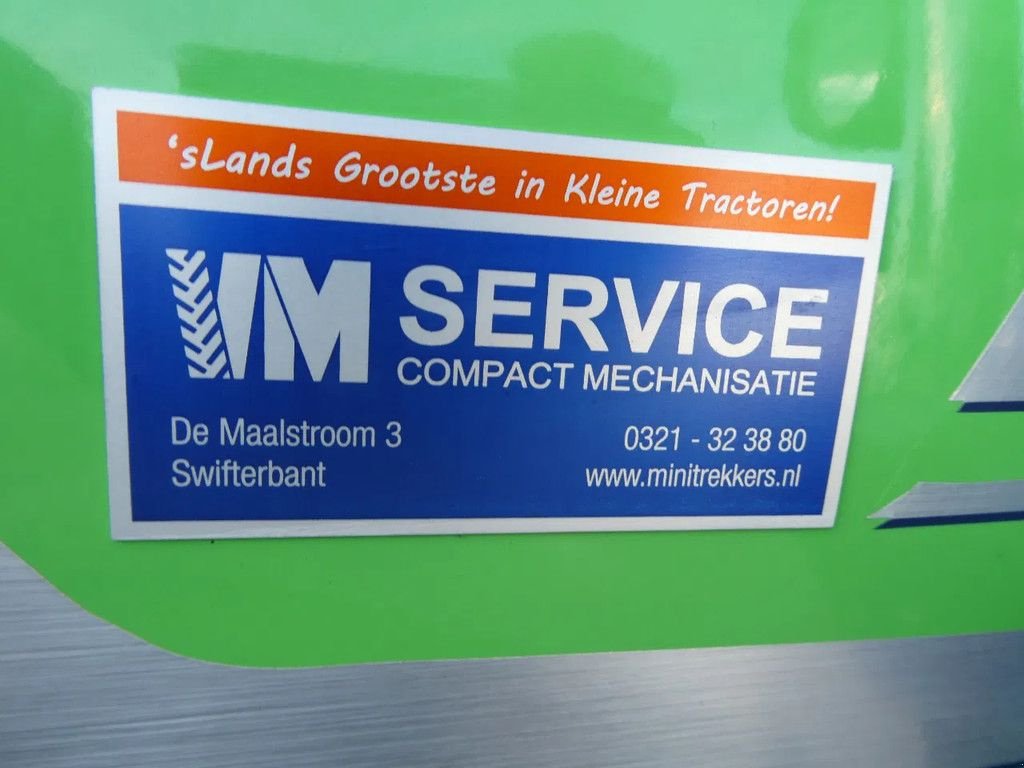 'sLands Grootste in Kleine Tractoren!
VM SERVICE
COMPACT MECHANISATIE
De Maalstroom 3
0321 - 32 38 80
Swifterbant
www.minitrekkers.nl